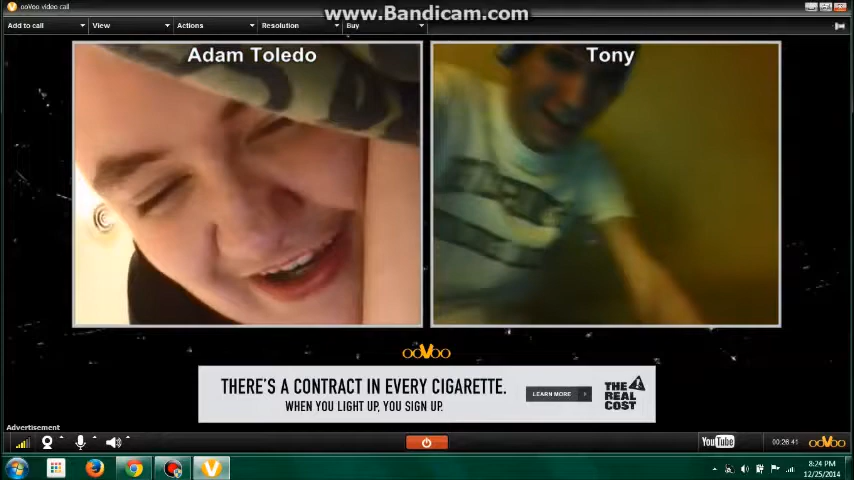 ooVoo video call
www.Bandicam.com
Add to call
View
Actions
Resolution
Buy
Adam Toledo
Tony
ooVoo
THERE'S A CONTRACT IN EVERY CIGARETTE.
WHEN YOU LIGHT UP, YOU SIGN UP.
LEARN MORE
THE
REAL
COST
Advertisement
YouTube
00:26:41
ooVoo
8:24 PM
12/25/2014